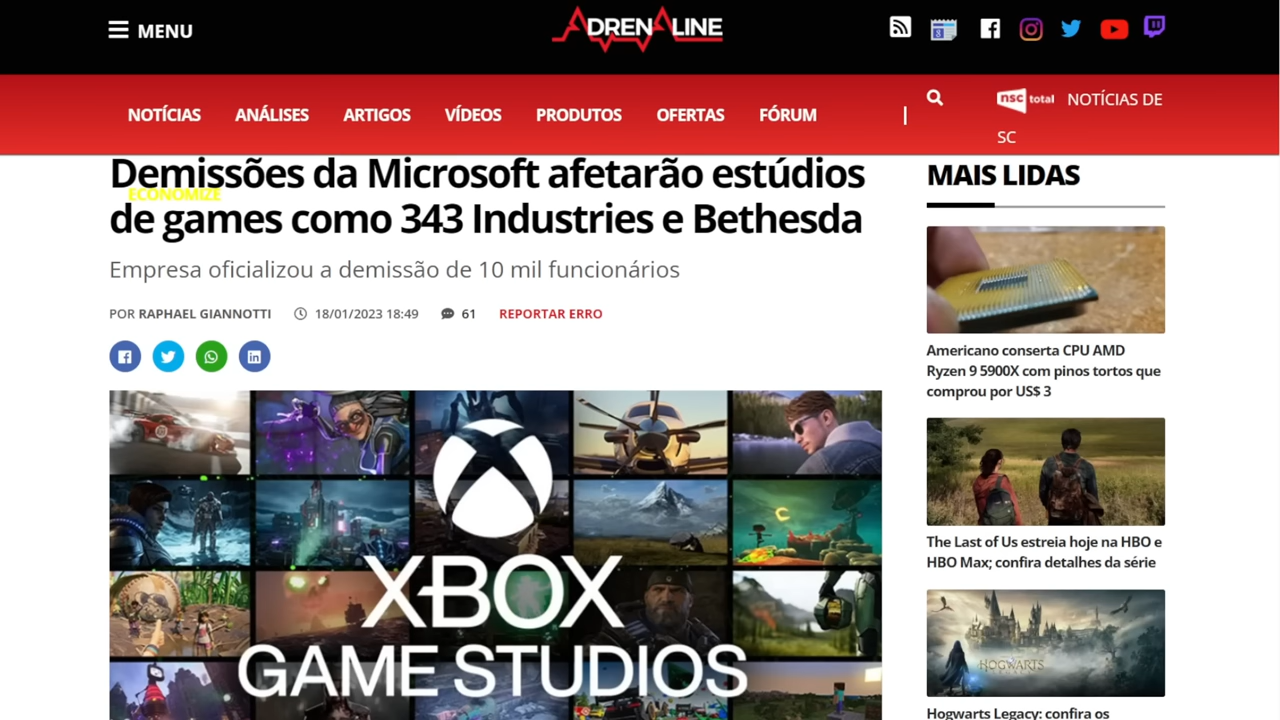 MENU
ADRENALINE
NOTÍCIAS
ANÁLISES
ARTIGOS
VÍDEOS
PRODUTOS
OFERTAS
FÓRUM
|
nsc total NOTÍCIAS DE
SC
ECONOMIZE
Demissões da Microsoft afetarão estúdios
de games como 343 Industries e Bethesda
Empresa oficializou a demissão de 10 mil funcionários
POR RAPHAEL GIANNOTTI 18/01/2023 18:49 61 REPORTAR ERRO
XBOX
GAME STUDIOS
MAIS LIDAS
Americano conserta CPU AMD
Ryzen 9 5900X com pinos tortos que
comprou por US$ 3
The Last of Us estreia hoje na HBO e
HBO Max; confira detalhes da série
HOGWARTS
Hogwarts Legacy: confira os